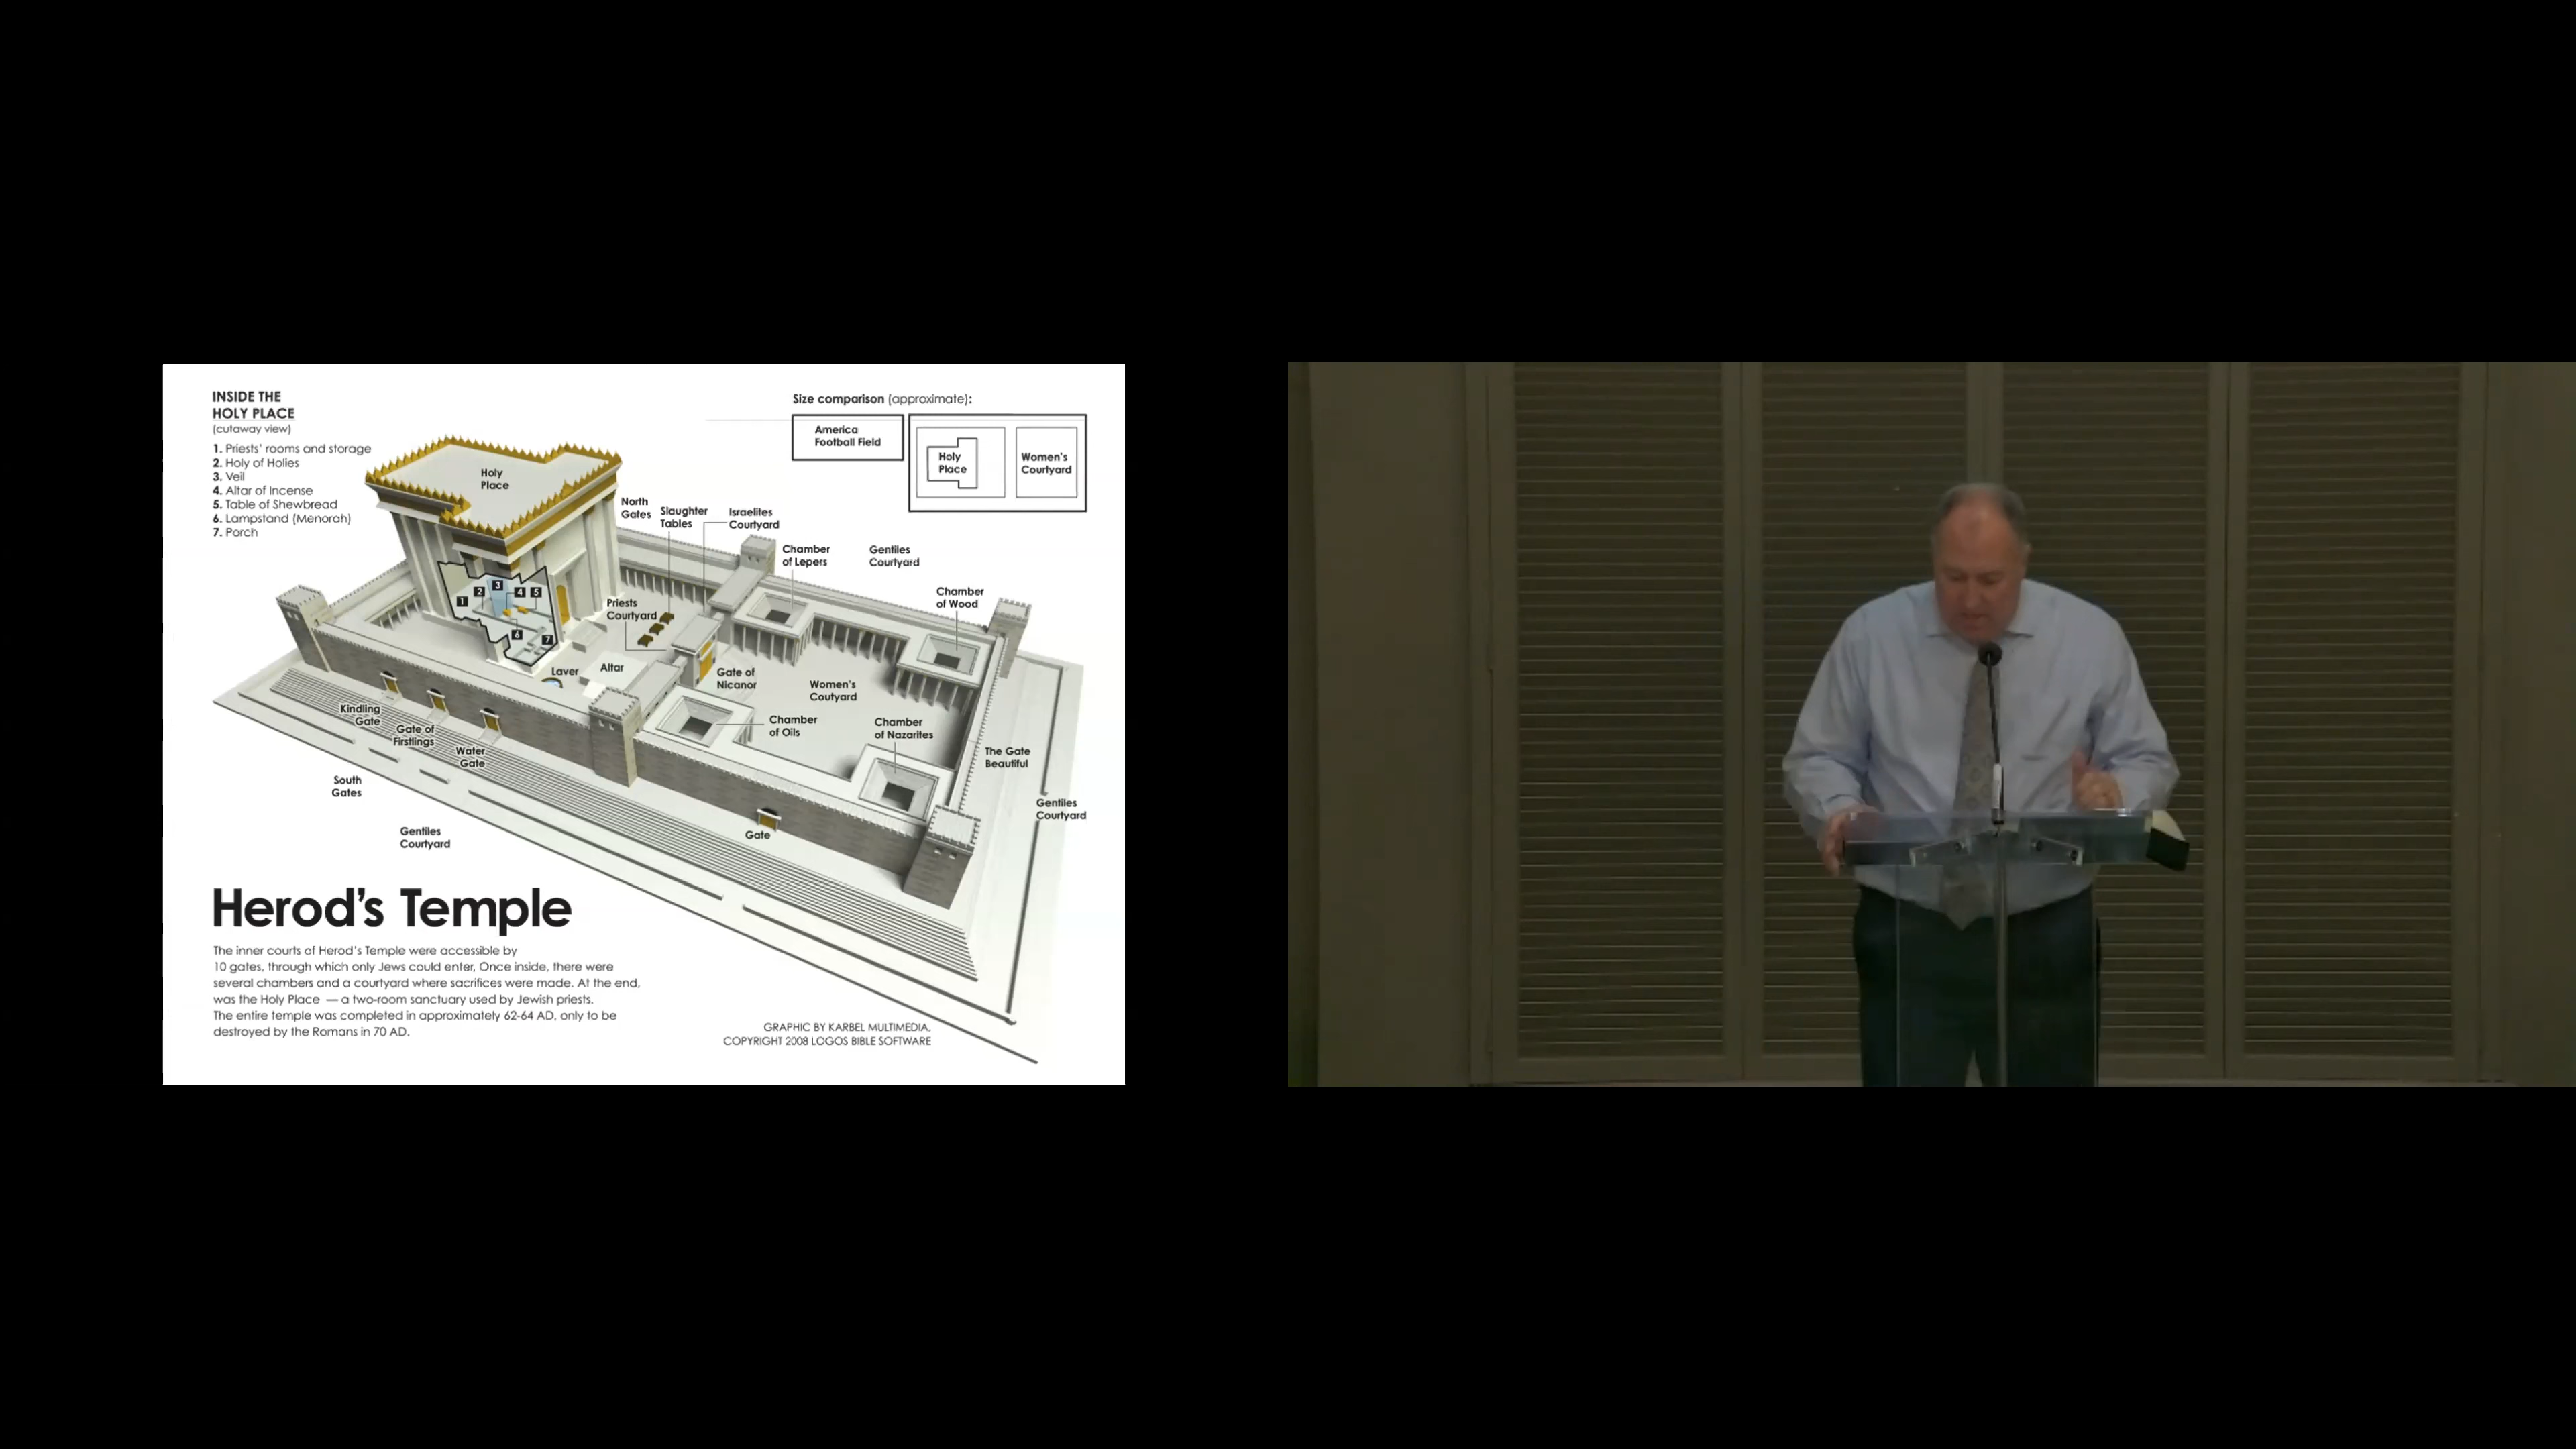 INSIDE THE
HOLY PLACE
(cutaway view)
1. Priests' rooms and storage
2. Holy of Holies
3. Veil
4. Altar of Incense
5. Table of Shewbread
6. Lampstand (Menorah)
7. Porch
Size comparison (approximate):
America
Football Field
Holy
Place
Women's
Courtyard
Holy
Place
North
Gates
Slaughter
Tables
Israelites
Courtyard
Chamber
of Lepers
Gentiles
Courtyard
Chamber
of Wood
1
2
3
4
5
6
7
Priests
Courtyard
Laver
Altar
Gate of
Nicanor
Women's
Coutyard
Chamber
of Oils
Chamber
of Nazarites
The Gate
Beautiful
Kindling
Gate
Gate of
Firstlings
Water
Gate
South
Gates
Gentiles
Courtyard
Gate
Gentiles
Courtyard
Herod's Temple
The inner courts of Herod's Temple were accessible by
10 gates, through which only Jews could enter. Once inside, there were
several chambers and a courtyard where sacrifices were made. At the end,
was the Holy Place — a two-room sanctuary used by Jewish priests.
The entire temple was completed in approximately 62-64 AD, only to be
destroyed by the Romans in 70 AD.
GRAPHIC BY KARBEL MULTIMEDIA,
COPYRIGHT 2008 LOGOS BIBLE SOFTWARE